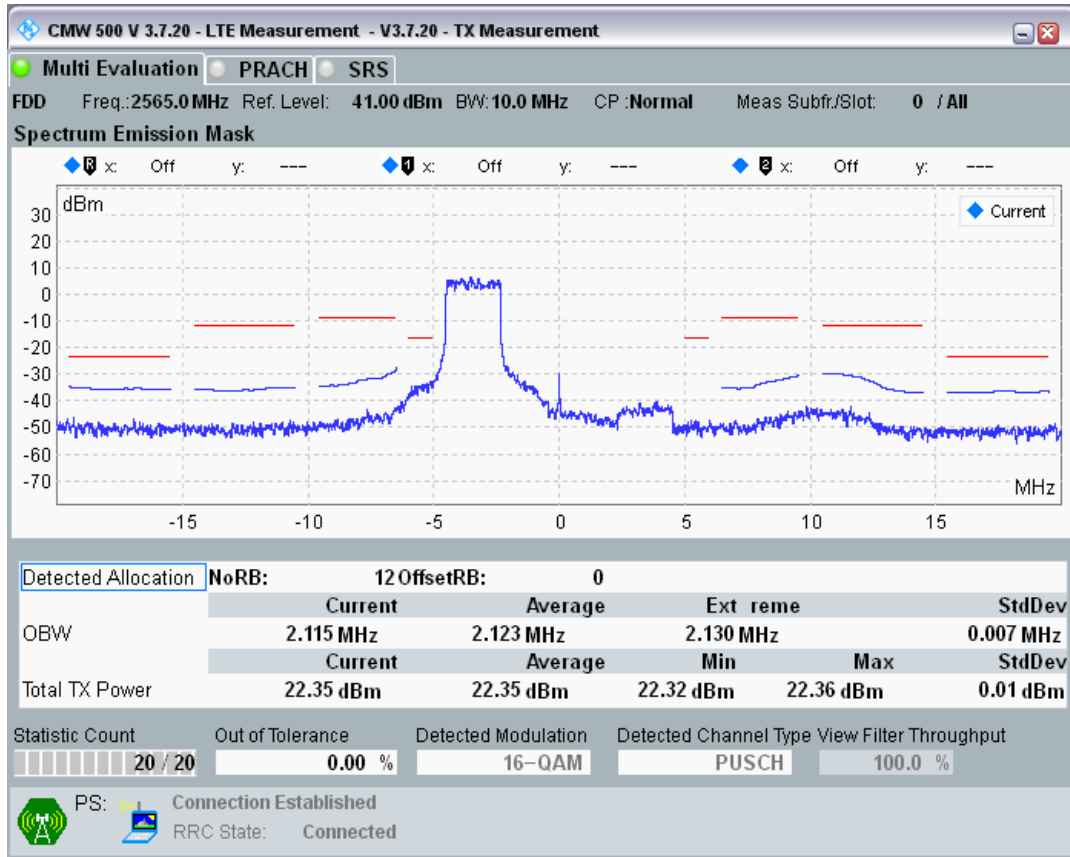 CMW 500 V 3.7.20 - LTE Measurement - V3.7.20 - TX Measurement
Multi Evaluation PRACH SRS
FDD Freq.:2565.0 MHz Ref. Level: 41.00 dBm BW:10.0 MHz CP :Normal Meas Subfr./Slot: 0 / All
Spectrum Emission Mask
R x: Off y: --- 1 x: Off y: --- 2 x: Off y: ---
dBm
Current
30
20
10
0
-10
-20
-30
-40
-50
-60
-70
MHz
-15 -10 -5 0 5 10 15
Detected Allocation NoRB: 12 OffsetRB: 0
Current Average Ext reme StdDev
OBW 2.115 MHz 2.123 MHz 2.130 MHz 0.007 MHz
Current Average Min Max StdDev
Total TX Power 22.35 dBm 22.35 dBm 22.32 dBm 22.36 dBm 0.01 dBm
Statistic Count Out of Tolerance Detected Modulation Detected Channel Type View Filter Throughput
20 / 20 0.00 % 16-QAM PUSCH 100.0 %
PS: Connection Established
RRC State: Connected